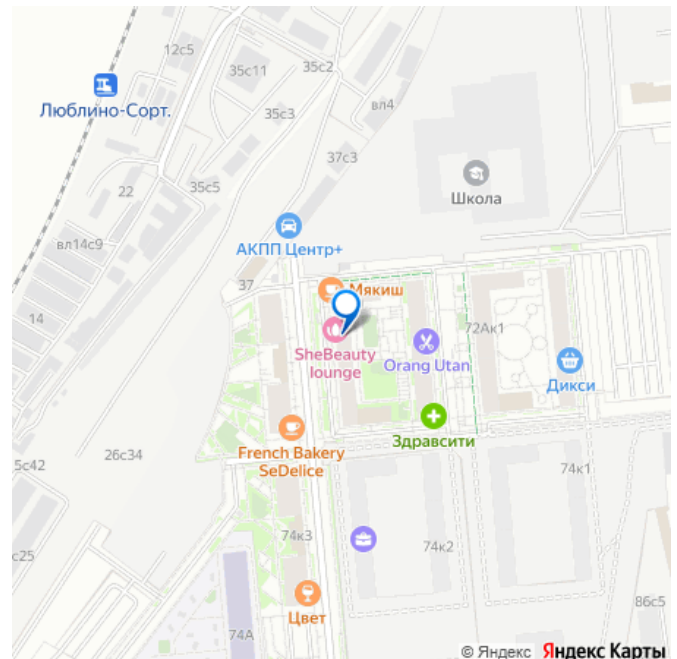 12с5
35с11
35с2
Люблино-Сорт.
35с3
вл4
37с3
22
35с5
Школа
вл14с9
АКПП Центр+
37
Мякиш
14
SheBeauty
lounge
Orang Utan
72Ак1
Дикси
Здравсити
French Bakery
SeDelice
26с34
5с42
74к1
74к3
74к2
с25
Цвет
74А
86с5
© Яндекс Яндекс Карты